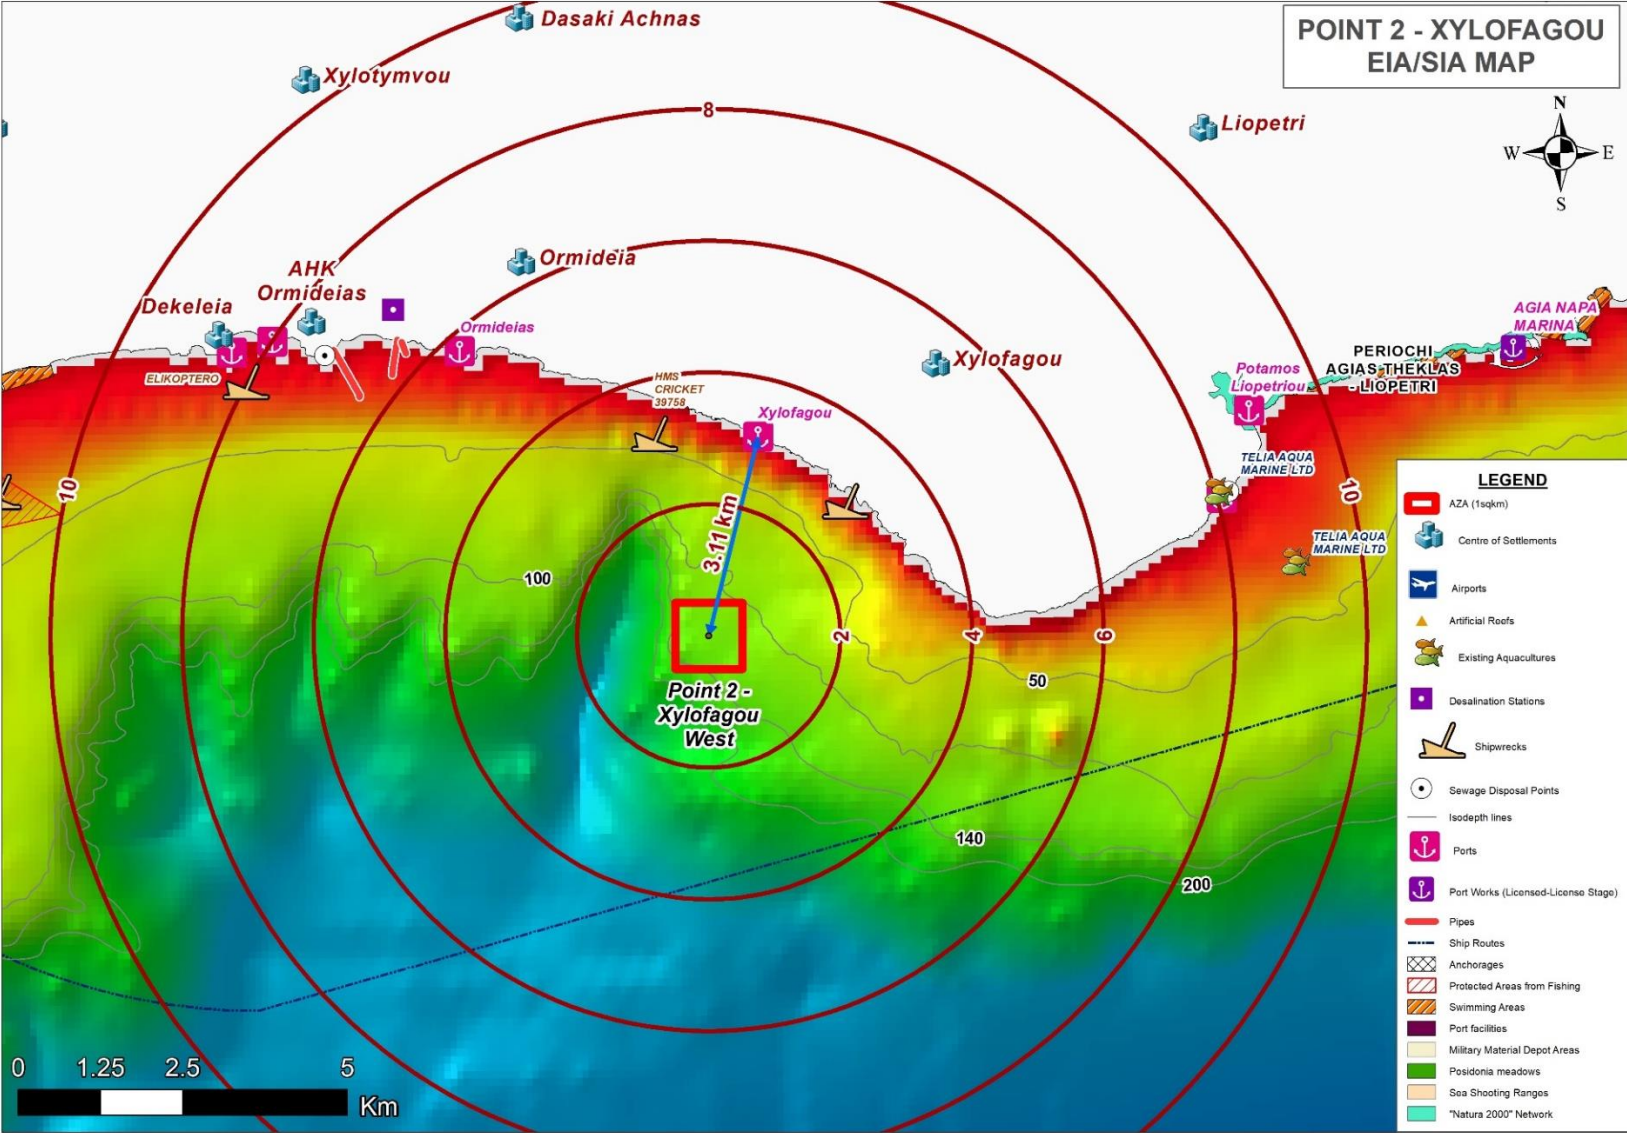 POINT 2 - XYLOFAGOU
EIA/SIA MAP
Dasaki Achnas
Xylotymvou
Liopetri
N
W
E
S
8
Ormideia
AHK
Ormideias
Dekeleia
Ormideias
ELIKOPTERO
HMS
CRICKET
39758
Xylofagou
Xylofagou
Potamos
Liopetriou
PERIOCHI
AGIAS THEKLAS
- LIOPETRI
AGIA NAPA
MARINA
TELIA AQUA
MARINE LTD
TELIA AQUA
MARINE LTD
10
10
3.11 km
100
2
4
6
50
Point 2 -
Xylofagou
West
140
200
LEGEND
AZA (1sqkm)
Centre of Settlements
Airports
Artificial Reefs
Existing Aquacultures
Desalination Stations
Shipwrecks
Sewage Disposal Points
Isodepth lines
Ports
Port Works (Licensed-License Stage)
Pipes
Ship Routes
Anchorages
Protected Areas from Fishing
Swimming Areas
Port facilities
Military Material Depot Areas
Posidonia meadows
Sea Shooting Ranges
"Natura 2000" Network
0 1.25 2.5 5
Km